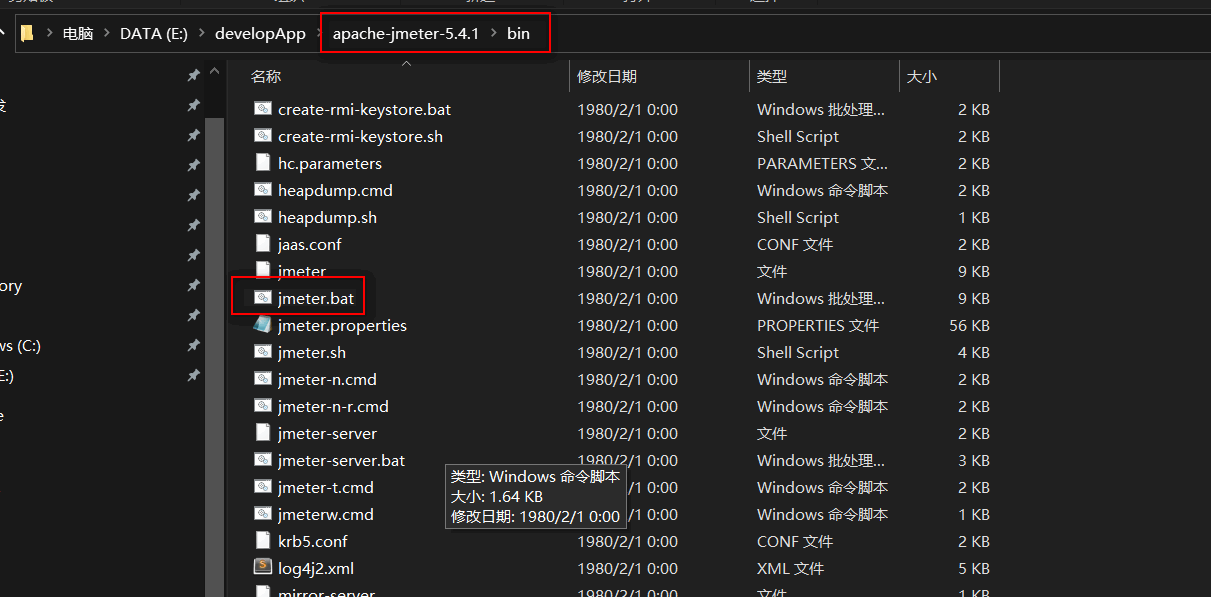 电脑 > DATA (E:) > developApp > apache-jmeter-5.4.1 > bin
名称 修改日期 类型 大小
create-rmi-keystore.bat 1980/2/1 0:00 Windows 批处理... 2 KB
create-rmi-keystore.sh 1980/2/1 0:00 Shell Script 2 KB
hc.parameters 1980/2/1 0:00 PARAMETERS 文... 2 KB
heapdump.cmd 1980/2/1 0:00 Windows 命令脚本 2 KB
heapdump.sh 1980/2/1 0:00 Shell Script 1 KB
jaas.conf 1980/2/1 0:00 CONF 文件 2 KB
jmeter 1980/2/1 0:00 文件 9 KB
ory
jmeter.bat 1980/2/1 0:00 Windows 批处理... 9 KB
jmeter.properties 1980/2/1 0:00 PROPERTIES 文件 56 KB
ws (C:)
jmeter.sh 1980/2/1 0:00 Shell Script 4 KB
E:)
jmeter-n.cmd 1980/2/1 0:00 Windows 命令脚本 2 KB
jmeter-n-r.cmd 1980/2/1 0:00 Windows 命令脚本 2 KB
jmeter-server 1980/2/1 0:00 文件 2 KB
jmeter-server.bat 1980/2/1 0:00 Windows 批处理... 3 KB
jmeter-t.cmd /1 0:00 Windows 命令脚本 2 KB
jmeterw.cmd /1 0:00 Windows 命令脚本 1 KB
类型: Windows 命令脚本
大小: 1.64 KB
修改日期: 1980/2/1 0:00
krb5.conf 1980/2/1 0:00 CONF 文件 2 KB
log4j2.xml 1980/2/1 0:00 XML 文件 5 KB
mirror-server 1980/2/1 0:00 文件 1 KB